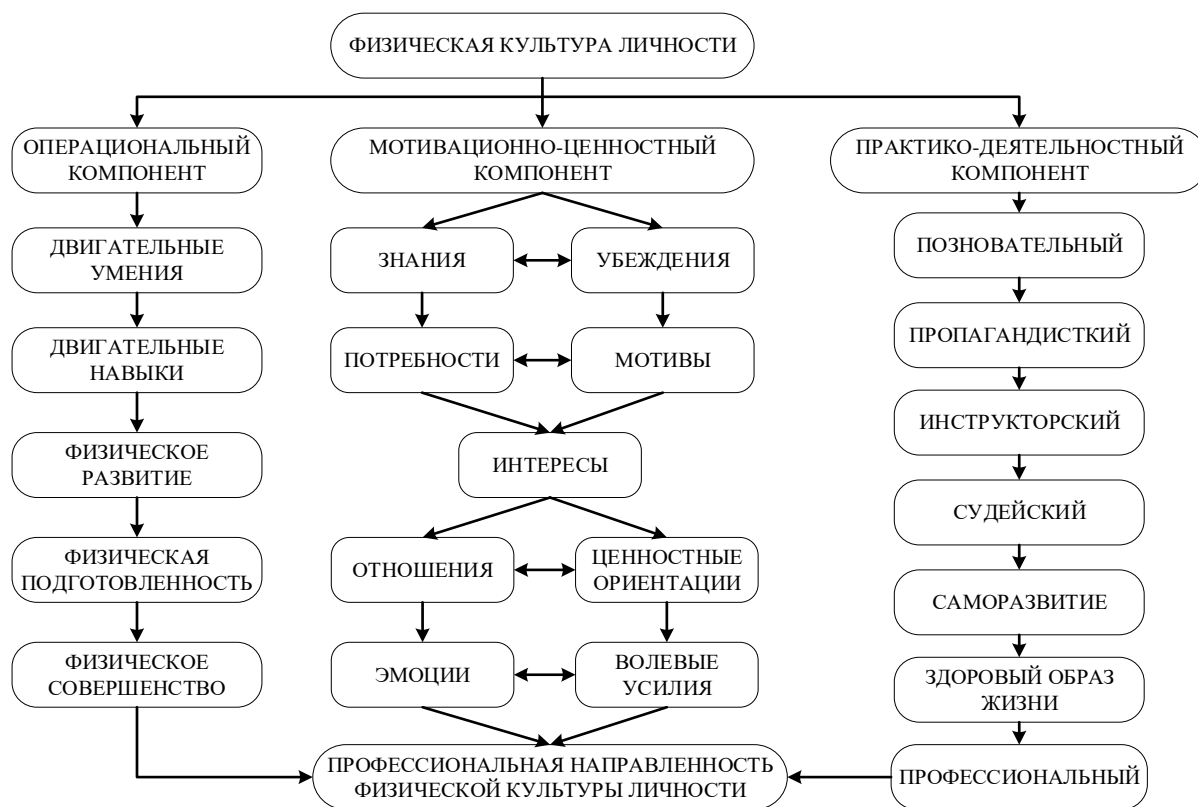 ФИЗИЧЕСКАЯ КУЛЬТУРА ЛИЧНОСТИ
ОПЕРАЦИОНАЛЬНЫЙ
КОМПОНЕНТ
МОТИВАЦИОННО-ЦЕННОСТНЫЙ
КОМПОНЕНТ
ПРАКТИКО-ДЕЯТЕЛЬНОСТНЫЙ
КОМПОНЕНТ
ДВИГАТЕЛЬНЫЕ
УМЕНИЯ
ЗНАНИЯ
УБЕЖДЕНИЯ
ПОЗНОВАТЕЛЬНЫЙ
ДВИГАТЕЛЬНЫЕ
НАВЫКИ
ПОТРЕБНОСТИ
МОТИВЫ
ПРОПАГАНДИСТКИЙ
ИНСТРУКТОРСКИЙ
ФИЗИЧЕСКОЕ
РАЗВИТИЕ
ИНТЕРЕСЫ
СУДЕЙСКИЙ
ФИЗИЧЕСКАЯ
ПОДГОТОВЛЕННОСТЬ
ОТНОШЕНИЯ
ЦЕННОСТНЫЕ
ОРИЕНТАЦИИ
САМОРАЗВИТИЕ
ФИЗИЧЕСКОЕ
СОВЕРШЕНСТВО
ЭМОЦИИ
ВОЛЕВЫЕ
УСИЛИЯ
ЗДОРОВЫЙ ОБРАЗ
ЖИЗНИ
ПРОФЕССИОНАЛЬНАЯ НАПРАВЛЕННОСТЬ
ФИЗИЧЕСКОЙ КУЛЬТУРЫ ЛИЧНОСТИ
ПРОФЕССИОНАЛЬНЫЙ